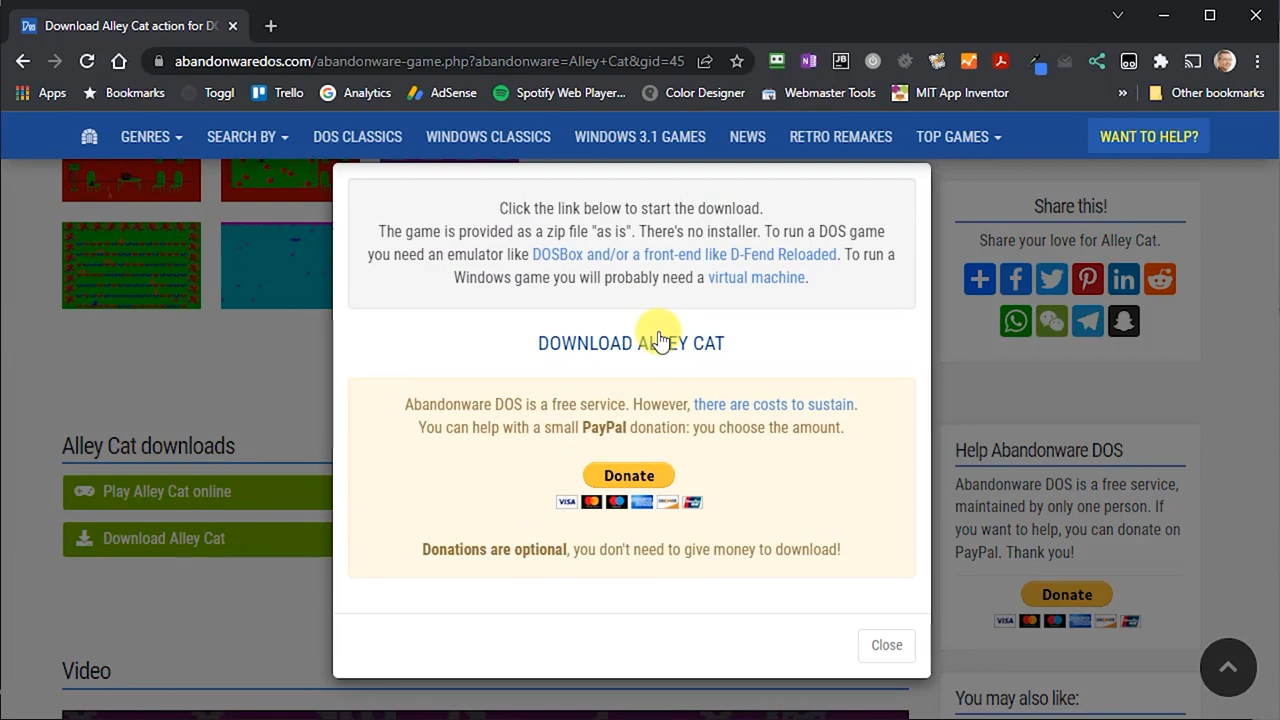 Download Alley Cat action for DO
abandonwaredos.com/abandonware-game.php?abandonware=Alley+Cat&gid=45
Apps
Bookmarks
Toggl
Trello
Analytics
AdSense
Spotify Web Player...
Color Designer
Webmaster Tools
MIT App Inventor
»
Other bookmarks
GENRES
SEARCH BY
DOS CLASSICS
WINDOWS CLASSICS
WINDOWS 3.1 GAMES
NEWS
RETRO REMAKES
TOP GAMES
WANT TO HELP?
Click the link below to start the download.
The game is provided as a zip file "as is". There's no installer. To run a DOS game
you need an emulator like DOSBox and/or a front-end like D-Fend Reloaded. To run a
Windows game you will probably need a virtual machine.
DOWNLOAD ALLEY CAT
Abandonware DOS is a free service. However, there are costs to sustain.
You can help with a small PayPal donation: you choose the amount.
Donate
VISA
Donations are optional, you don't need to give money to download!
Close
Alley Cat downloads
Play Alley Cat online
Download Alley Cat
Video
Share this!
Share your love for Alley Cat.
Help Abandonware DOS
Abandonware DOS is a free service,
maintained by only one person. If
you want to help, you can donate on
PayPal. Thank you!
Donate
VISA
You may also like: